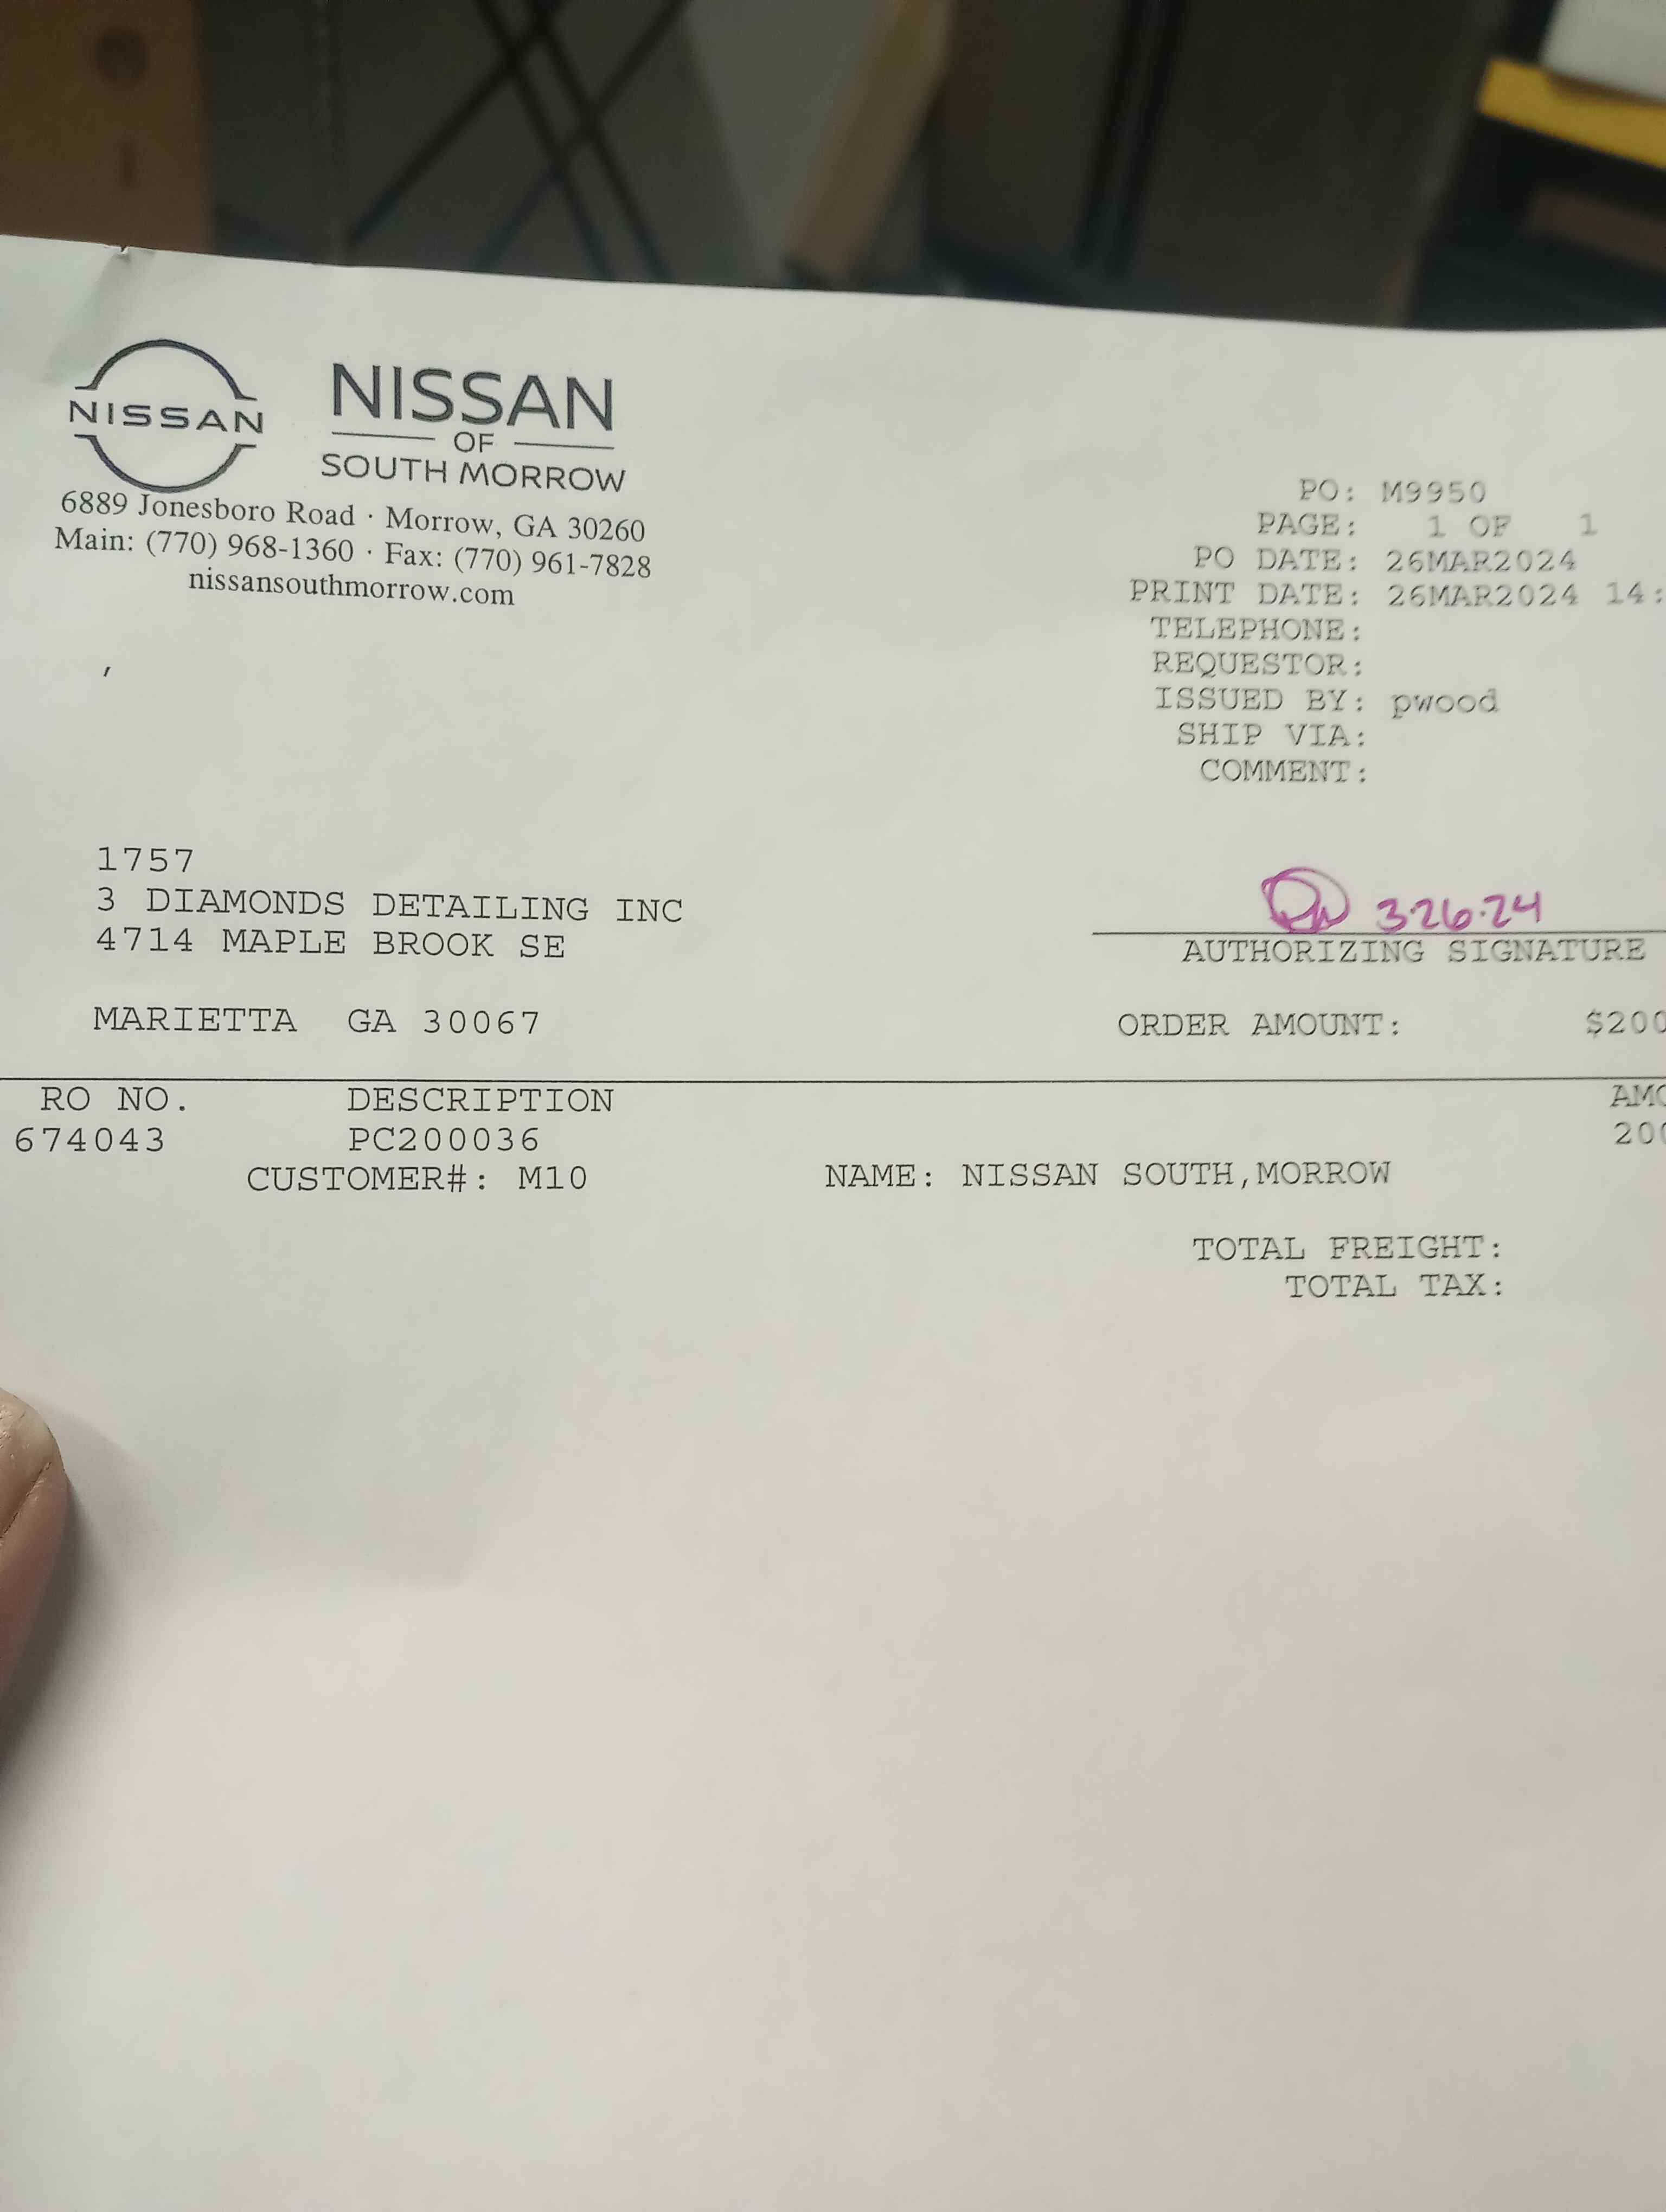 NISSAN
NISSAN
OF
SOUTH MORROW
6889 Jonesboro Road · Morrow, GA 30260
Main: (770) 968-1360 · Fax: (770) 961-7828
nissansouthmorrow.com
PO: M9950
PAGE: 1 OF 1
PO DATE: 26MAR2024
PRINT DATE: 26MAR2024 14:
TELEPHONE:
REQUESTOR:
ISSUED BY: pwood
SHIP VIA:
COMMENT:
,
1757
3 DIAMONDS DETAILING INC
4714 MAPLE BROOK SE
MARIETTA GA 30067
3·26·24
AUTHORIZING SIGNATURE
ORDER AMOUNT: $200
RO NO. DESCRIPTION
674043 PC200036 200
CUSTOMER#: M10 NAME: NISSAN SOUTH,MORROW
TOTAL FREIGHT:
TOTAL TAX: